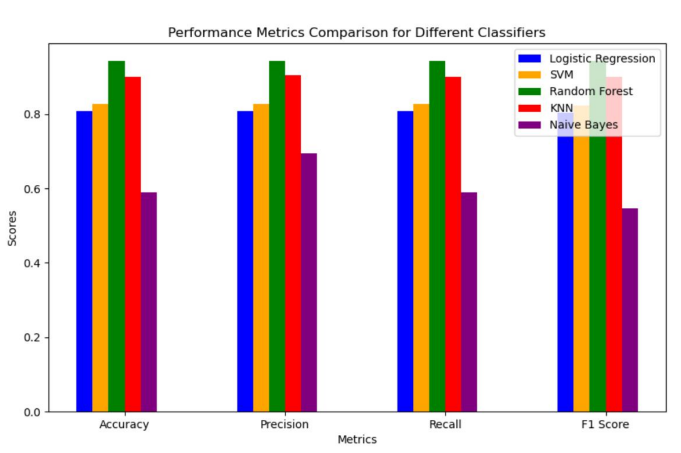 Performance Metrics Comparison for Different Classifiers
Logistic Regression
SVM
Random Forest
KNN
Naive Bayes
Scores
0.8
0.6
0.4
0.2
0.0
Accuracy
Precision
Recall
F1 Score
Metrics